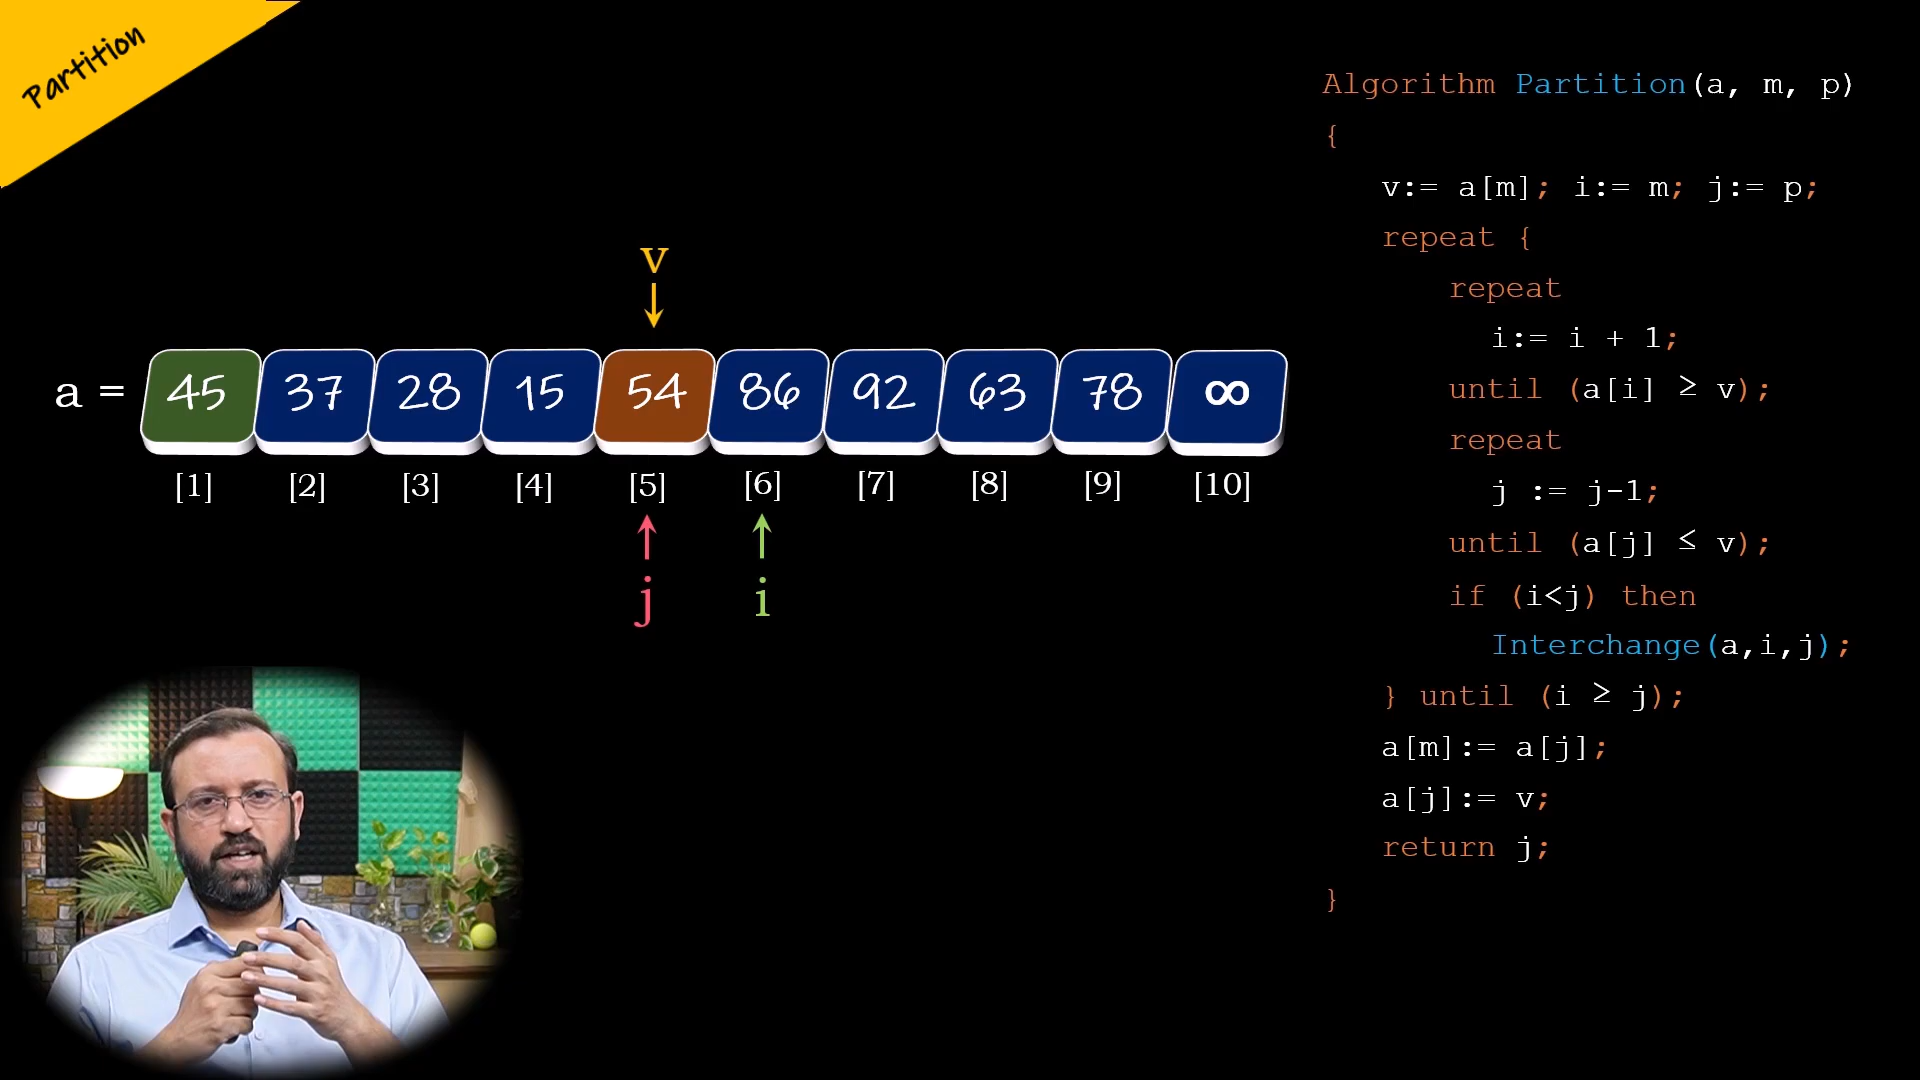 Partition
v
a = 45 37 28 15 54 86 92 63 78 ∞
[1] [2] [3] [4] [5] [6] [7] [8] [9] [10]
j i
Algorithm Partition(a, m, p)
{
v:= a[m]; i:= m; j:= p;
repeat {
repeat
i:= i + 1;
until (a[i] ≥ v);
repeat
j := j-1;
until (a[j] ≤ v);
if (i<j) then
Interchange(a,i,j);
} until (i ≥ j);
a[m]:= a[j];
a[j]:= v;
return j;
}